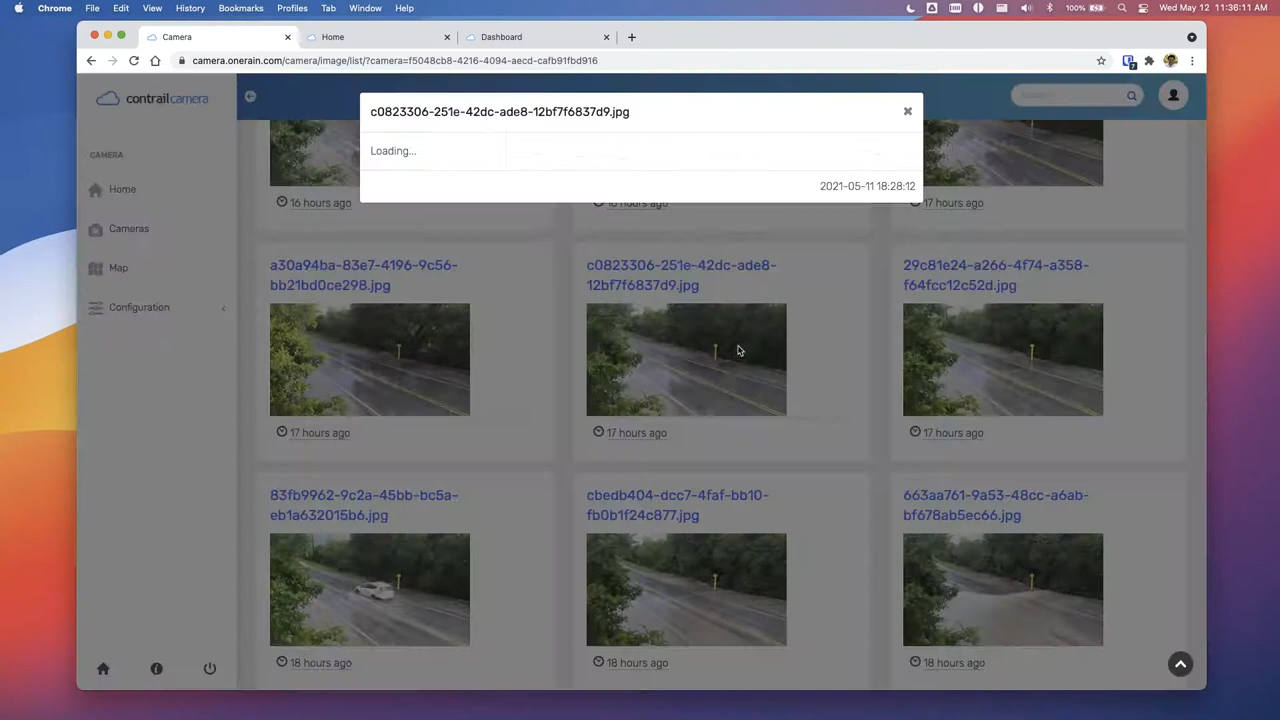 Chrome File Edit View History Bookmarks Profiles Tab Window Help 100% Wed May 12 11:36:11 AM
Camera Home Dashboard
camera.onerain.com/camera/image/list/?camera=f5048cb8-4216-4094-aecd-cafb91fbd916
contrailcamera
CAMERA
Home
Cameras
Map
Configuration
c0823306-251e-42dc-ade8-12bf7f6837d9.jpg
Loading...
2021-05-11 18:28:12
16 hours ago
17 hours ago
a30a94ba-83e7-4196-9c56-
bb21bd0ce298.jpg
17 hours ago
c0823306-251e-42dc-ade8-
12bf7f6837d9.jpg
17 hours ago
29c81e24-a266-4f74-a358-
f64fcc12c52d.jpg
17 hours ago
83fb9962-9c2a-45bb-bc5a-
eb1a632015b6.jpg
18 hours ago
cbedb404-dcc7-4faf-bb10-
fb0b1f24c877.jpg
18 hours ago
663aa761-9a53-48cc-a6ab-
bf678ab5ec66.jpg
18 hours ago